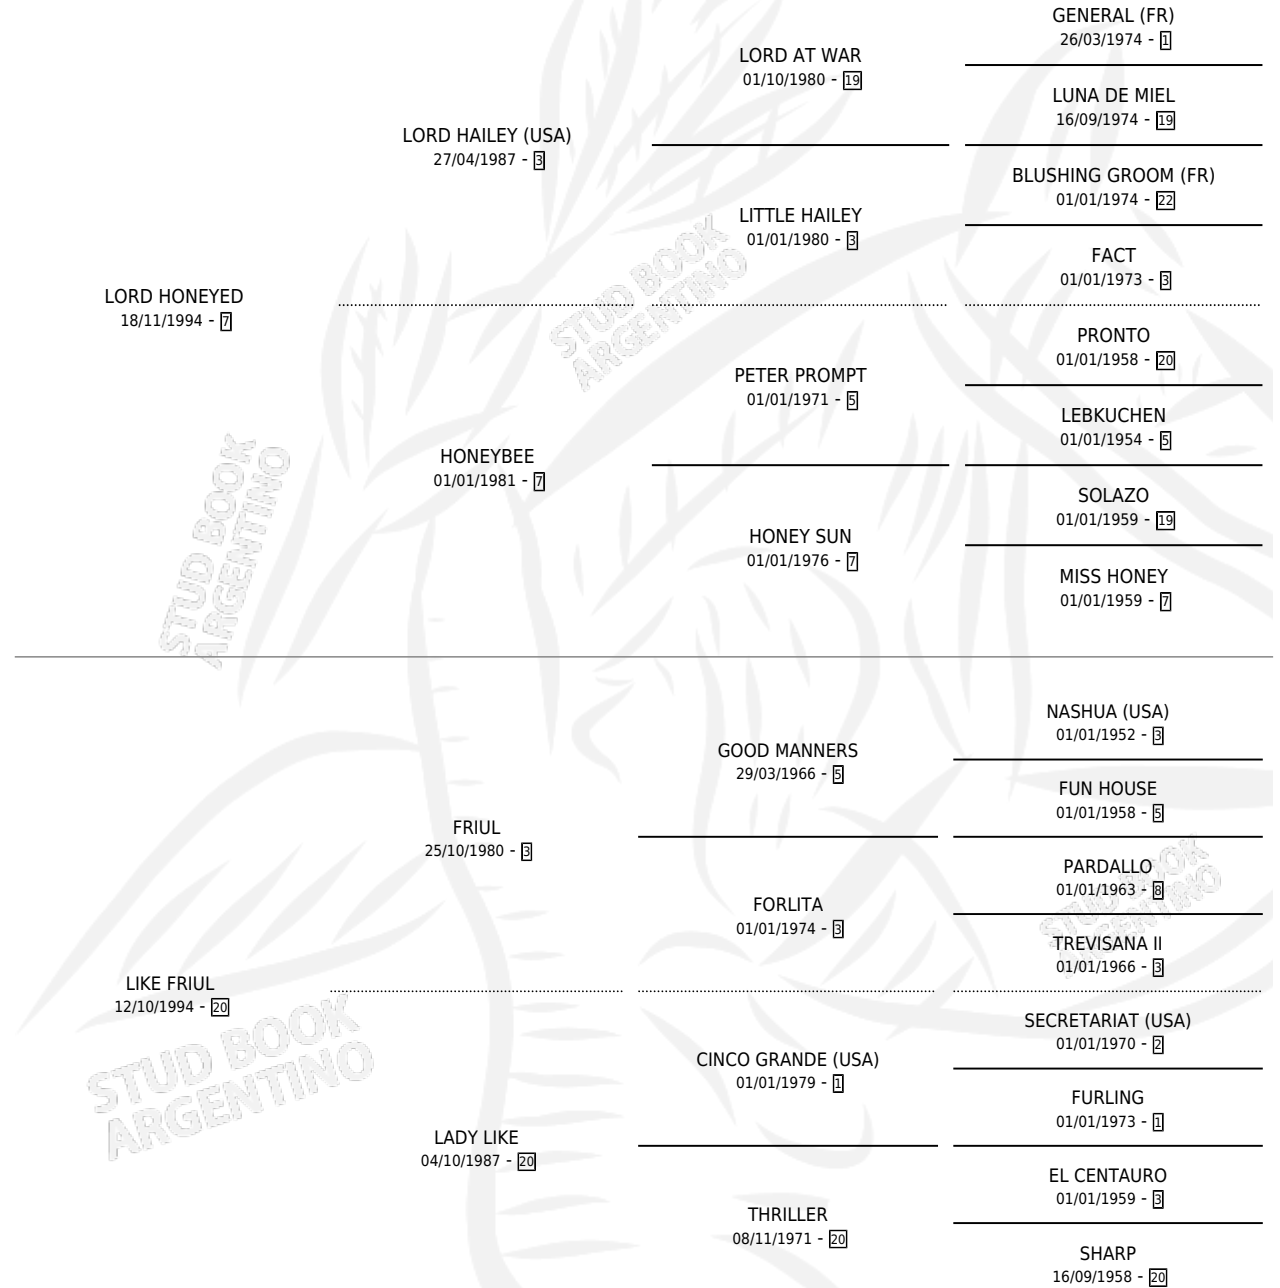 GENERAL (FR)
26/03/1974 - 1
LORD AT WAR
01/10/1980 - 19
LUNA DE MIEL
16/09/1974 - 19
LORD HAILEY (USA)
27/04/1987 - 3
BLUSHING GROOM (FR)
01/01/1974 - 22
LITTLE HAILEY
01/01/1980 - 3
FACT
01/01/1973 - 3
LORD HONEYED
18/11/1994 - 7
PRONTO
01/01/1958 - 20
PETER PROMPT
01/01/1971 - 5
LEBKUCHEN
01/01/1954 - 5
HONEYBEE
01/01/1981 - 7
SOLAZO
01/01/1959 - 19
HONEY SUN
01/01/1976 - 7
MISS HONEY
01/01/1959 - 7
NASHUA (USA)
01/01/1952 - 3
GOOD MANNERS
29/03/1966 - 5
FUN HOUSE
01/01/1958 - 5
FRIUL
25/10/1980 - 3
PARDALLO
01/01/1963 - 8
FORLITA
01/01/1974 - 3
TREVISANA II
01/01/1966 - 3
LIKE FRIUL
12/10/1994 - 20
SECRETARIAT (USA)
01/01/1970 - 2
CINCO GRANDE (USA)
01/01/1979 - 1
FURLING
01/01/1973 - 1
LADY LIKE
04/10/1987 - 20
EL CENTAURO
01/01/1959 - 3
THRILLER
08/11/1971 - 20
SHARP
16/09/1958 - 20
STUD BOOK
ARGENTINO
STUD BOOK
ARGENTINO
STUD BOOK
ARGENTINO
STUD BOOK
ARGENTINO